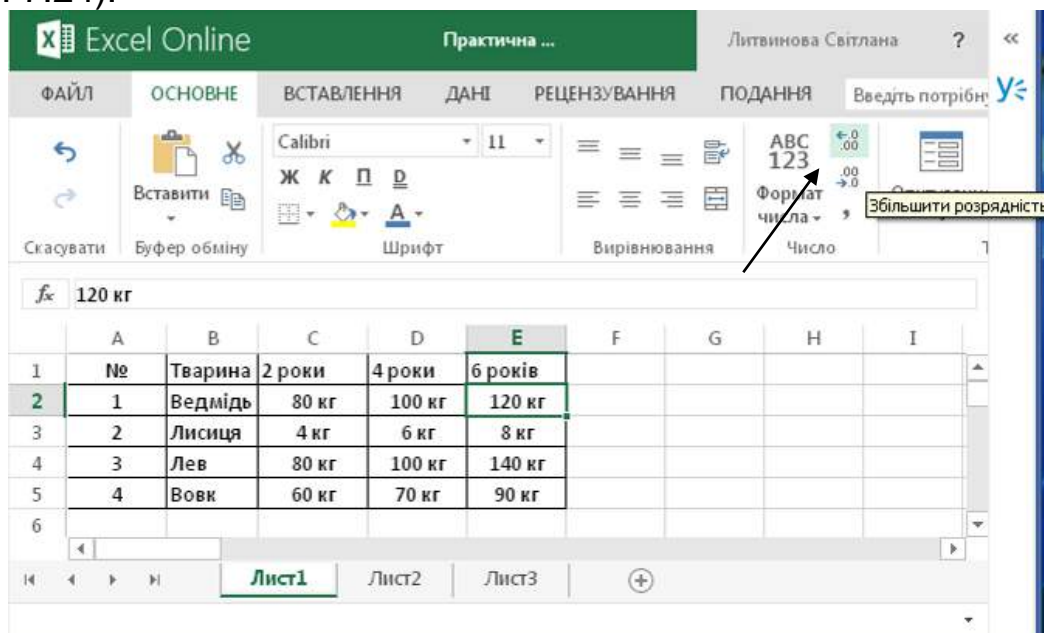 Excel Online Практична ... Литвинова Світлана ? «
ФАЙЛ ОСНОВНЕ ВСТАВЛЕННЯ ДАНІ РЕЦЕНЗУВАННЯ ПОДАННЯ Введіть потрібн
Вставити
Calibri 11
Ж К П D
А
ABC
123
Формат
числа
,
←.0
.00
.00
→.0
Збільшити розрядність
Скасувати Буфер обміну Шрифт Вирівнювання Число
fx 120 кг
A B C D E F G H I
1 № Тварина 2 роки 4 роки 6 років
2 1 Ведмідь 80 кг 100 кг 120 кг
3 2 Лисиця 4 кг 6 кг 8 кг
4 3 Лев 80 кг 100 кг 140 кг
5 4 Вовк 60 кг 70 кг 90 кг
6
Лист1 Лист2 Лист3